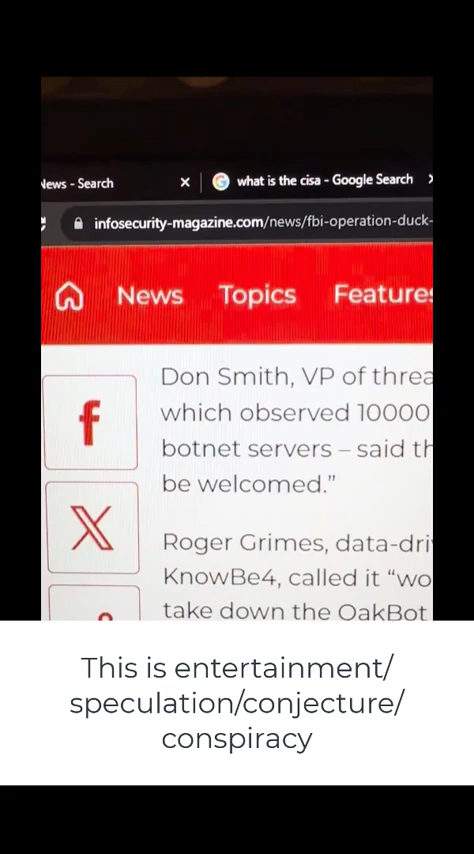 News - Search
what is the cisa - Google Search
infosecurity-magazine.com/news/fbi-operation-duck-
News Topics Features
Don Smith, VP of threa
which observed 10000
botnet servers – said th
be welcomed.”
Roger Grimes, data-dri
KnowBe4, called it “wo
take down the OakBot
This is entertainment/
speculation/conjecture/
conspiracy